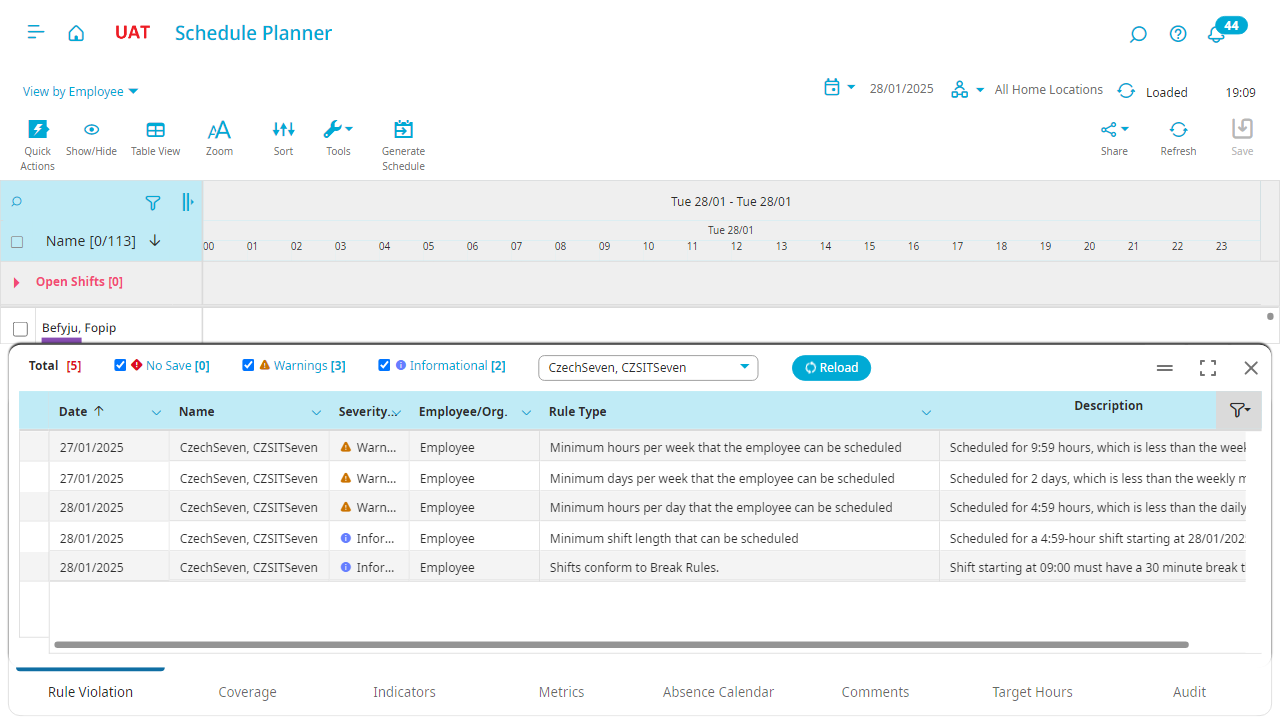 UAT Schedule Planner 44
View by Employee 28/01/2025 All Home Locations Loaded 19:09
Quick Actions Show/Hide Table View Zoom Sort Tools Generate Schedule Share Refresh Save
Tue 28/01 - Tue 28/01
Tue 28/01
Name [0/113] 00 01 02 03 04 05 06 07 08 09 10 11 12 13 14 15 16 17 18 19 20 21 22 23
Open Shifts [0]
Befyju, Fopip
Total [5] No Save [0] Warnings [3] Informational [2] CzechSeven, CZSITSeven Reload
Date Name Severity... Employee/Org. Rule Type Description
27/01/2025 CzechSeven, CZSITSeven Warn... Employee Minimum hours per week that the employee can be scheduled Scheduled for 9:59 hours, which is less than the week
27/01/2025 CzechSeven, CZSITSeven Warn... Employee Minimum days per week that the employee can be scheduled Scheduled for 2 days, which is less than the weekly m
28/01/2025 CzechSeven, CZSITSeven Warn... Employee Minimum hours per day that the employee can be scheduled Scheduled for 4:59 hours, which is less than the daily
28/01/2025 CzechSeven, CZSITSeven Infor... Employee Minimum shift length that can be scheduled Scheduled for a 4:59-hour shift starting at 28/01/202
28/01/2025 CzechSeven, CZSITSeven Infor... Employee Shifts conform to Break Rules. Shift starting at 09:00 must have a 30 minute break t
Rule Violation Coverage Indicators Metrics Absence Calendar Comments Target Hours Audit